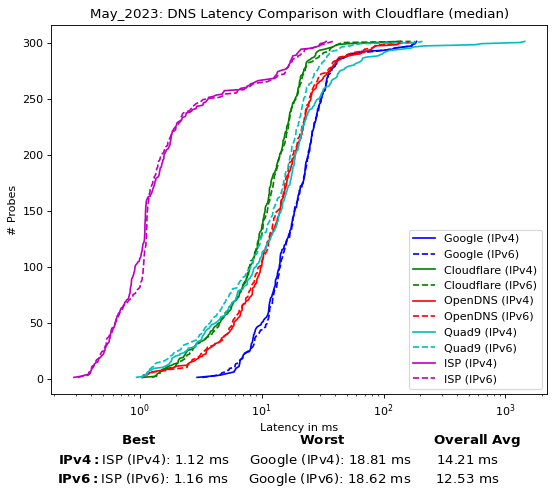 May_2023: DNS Latency Comparison with Cloudflare (median)
300
250
200
150
100
50
0
# Probes
Google (IPv4)
Google (IPv6)
Cloudflare (IPv4)
Cloudflare (IPv6)
OpenDNS (IPv4)
OpenDNS (IPv6)
Quad9 (IPv4)
Quad9 (IPv6)
ISP (IPv4)
ISP (IPv6)
10⁰ 10¹ 10² 10³
Latency in ms
Best Worst Overall Avg
IPv4: ISP (IPv4): 1.12 ms Google (IPv4): 18.81 ms 14.21 ms
IPv6: ISP (IPv6): 1.16 ms Google (IPv6): 18.62 ms 12.53 ms